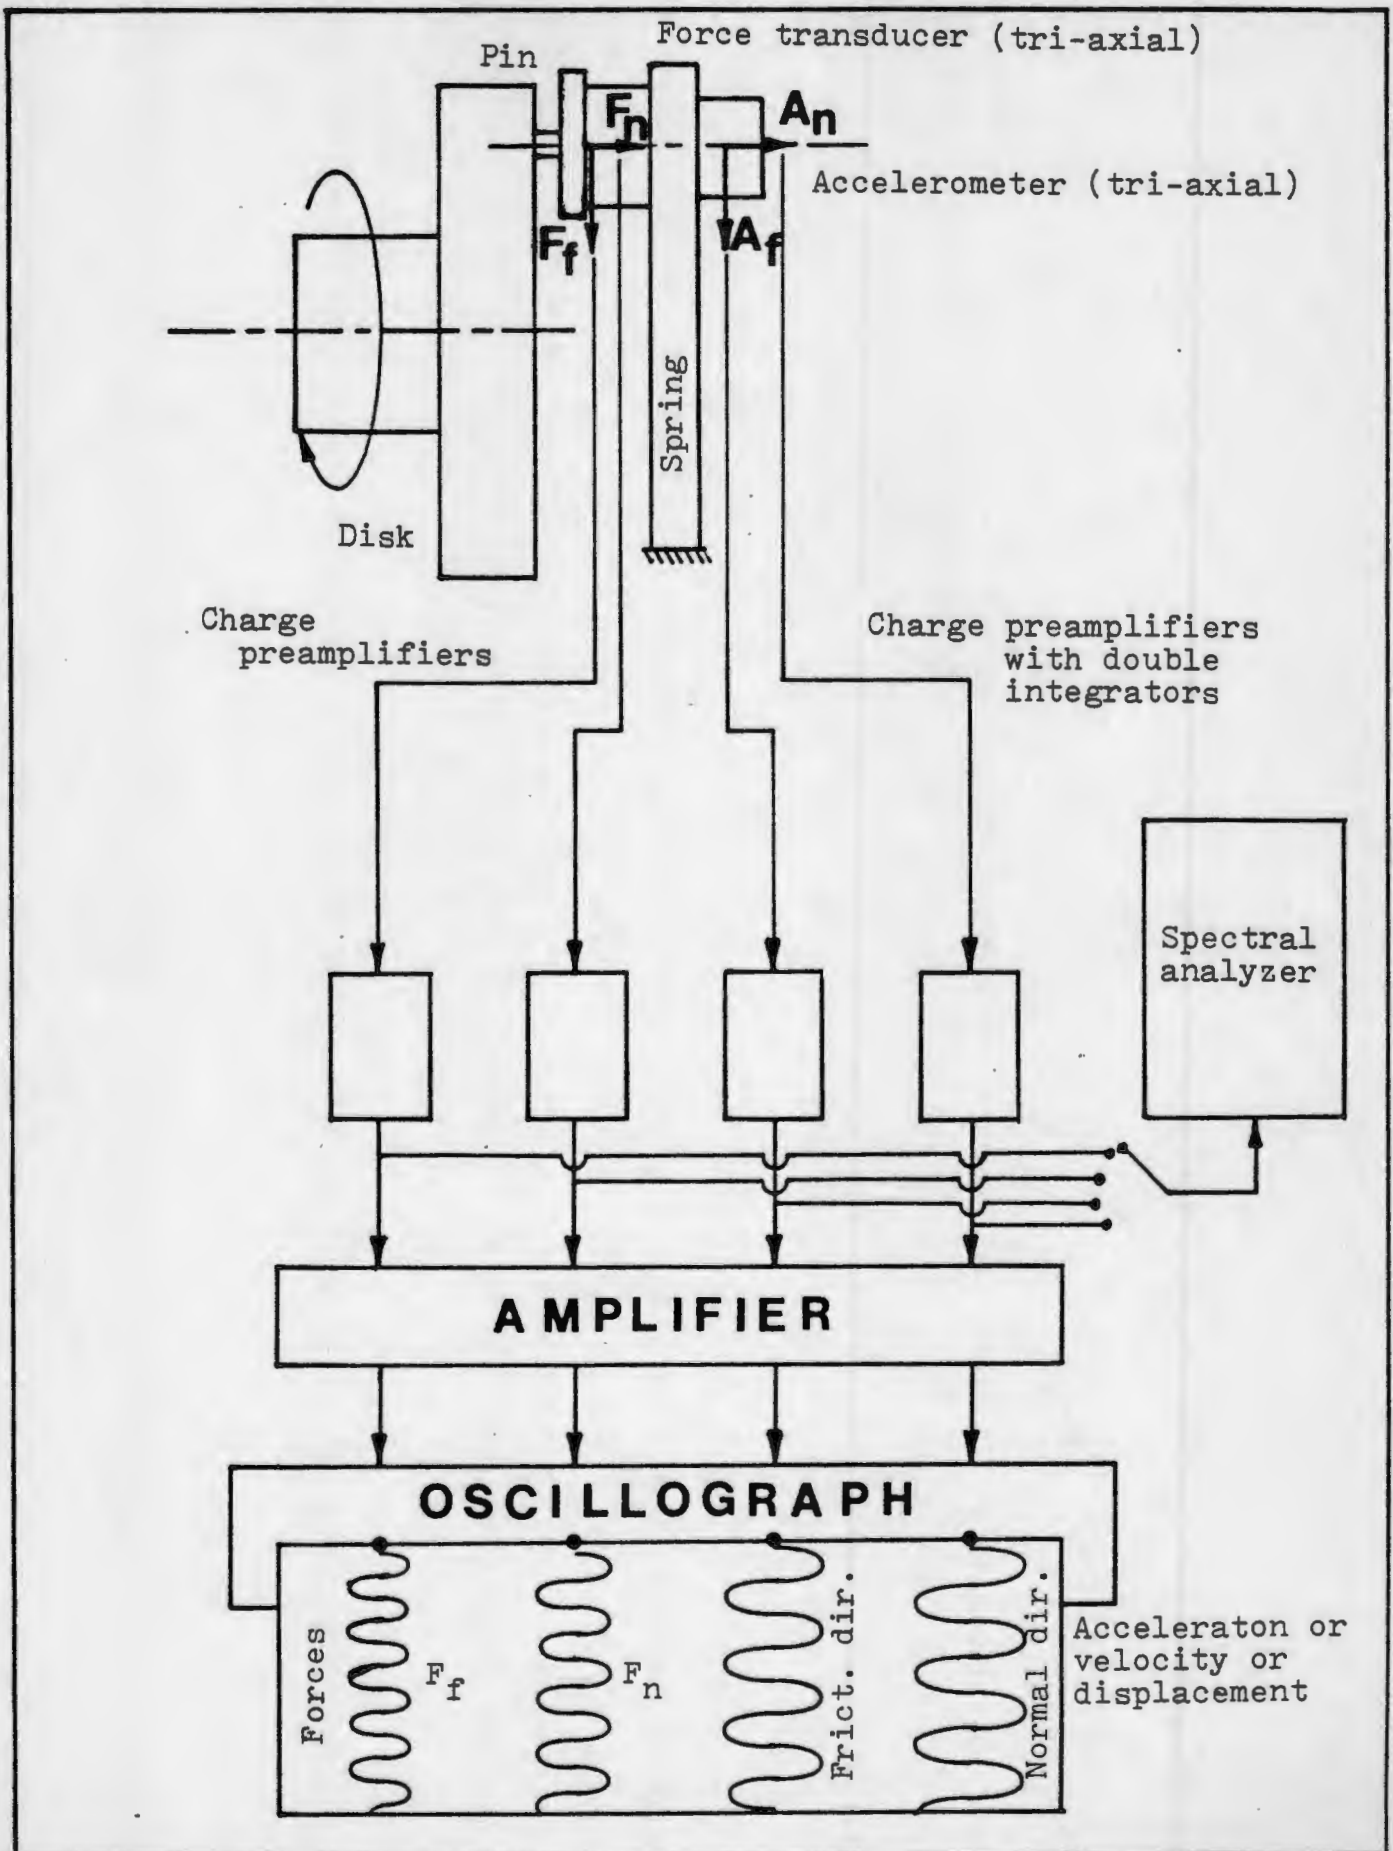 Force transducer (tri-axial)
Pin
Fn
An
Accelerometer (tri-axial)
Ff
Af
Spring
Disk
Charge
preamplifiers
Charge preamplifiers
with double
integrators
Spectral
analyzer
AMPLIFIER
OSCILLOGRAPH
Forces
Ff
Fn
Frict. dir.
Normal dir.
Acceleraton or
velocity or
displacement